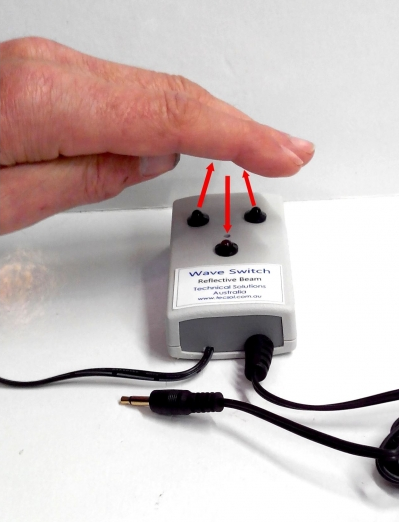 Wave Switch
Reflective Beam
Technical Solutions
Australia
www.tecsol.com.au